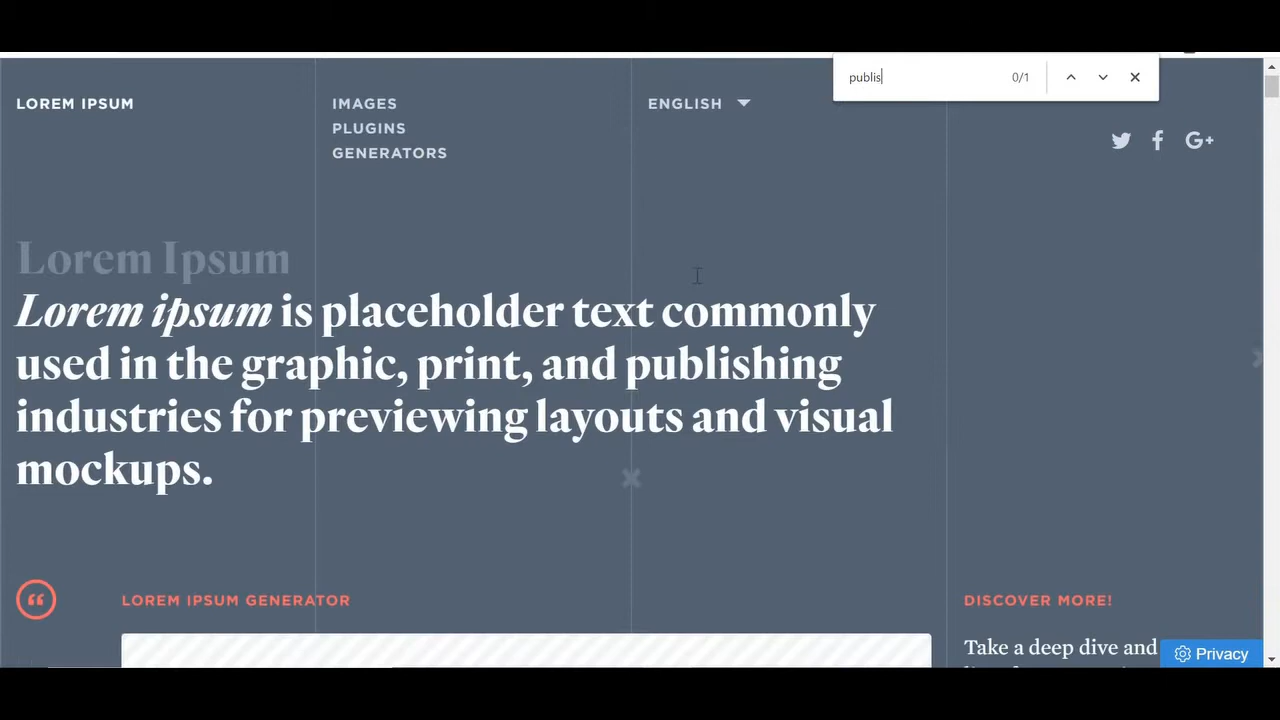 publis 0/1
LOREM IPSUM IMAGES ENGLISH
PLUGINS
GENERATORS
G+
Lorem Ipsum
Lorem ipsum is placeholder text commonly
used in the graphic, print, and publishing
industries for previewing layouts and visual
mockups.
LOREM IPSUM GENERATOR
DISCOVER MORE!
Take a deep dive and
Privacy